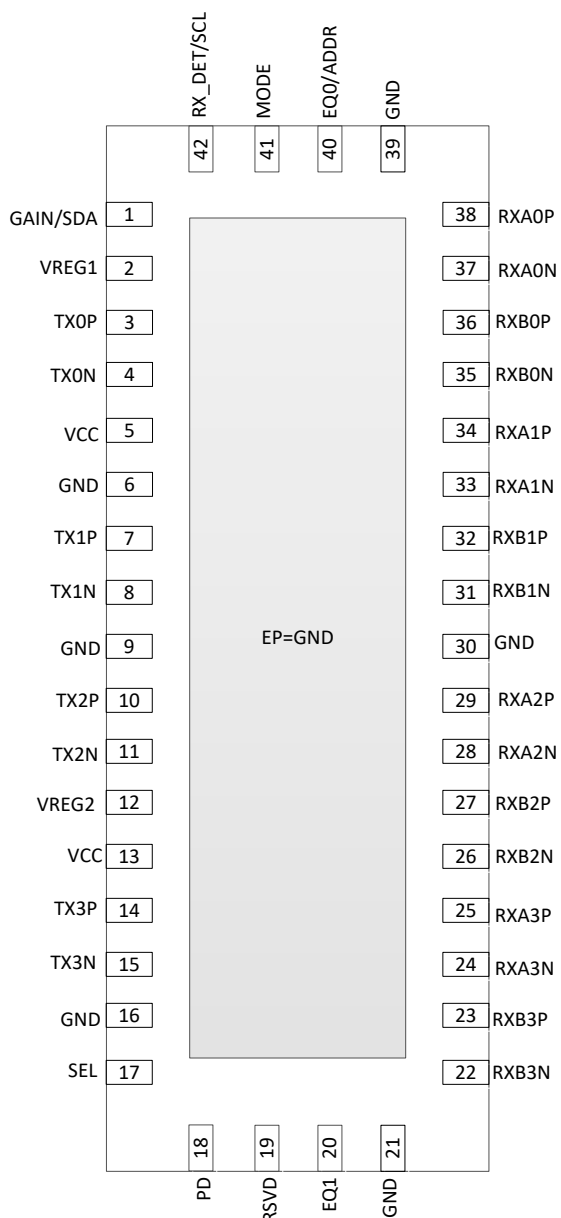 RX_DET/SCL
MODE
EQ0/ADDR
GND
42
41
40
39
GAIN/SDA 1
38 RXA0P
VREG1 2
37 RXA0N
TX0P 3
36 RXB0P
TX0N 4
35 RXB0N
VCC 5
34 RXA1P
GND 6
33 RXA1N
TX1P 7
32 RXB1P
TX1N 8
31 RXB1N
GND 9
EP=GND
30 GND
TX2P 10
29 RXA2P
TX2N 11
28 RXA2N
VREG2 12
27 RXB2P
VCC 13
26 RXB2N
TX3P 14
25 RXA3P
TX3N 15
24 RXA3N
GND 16
23 RXB3P
SEL 17
22 RXB3N
18
19
20
21
PD
RSVD
EQ1
GND